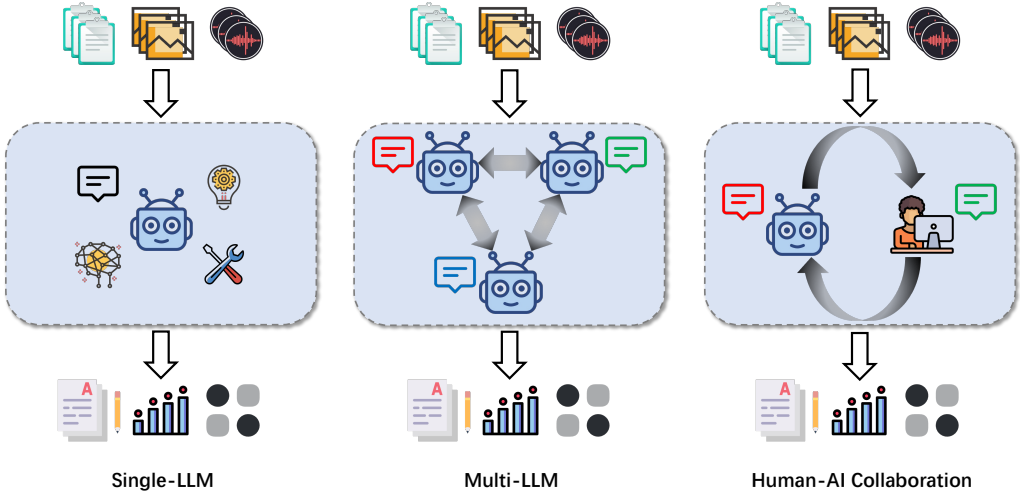 A
A
A
Single-LLM
Multi-LLM
Human-AI Collaboration